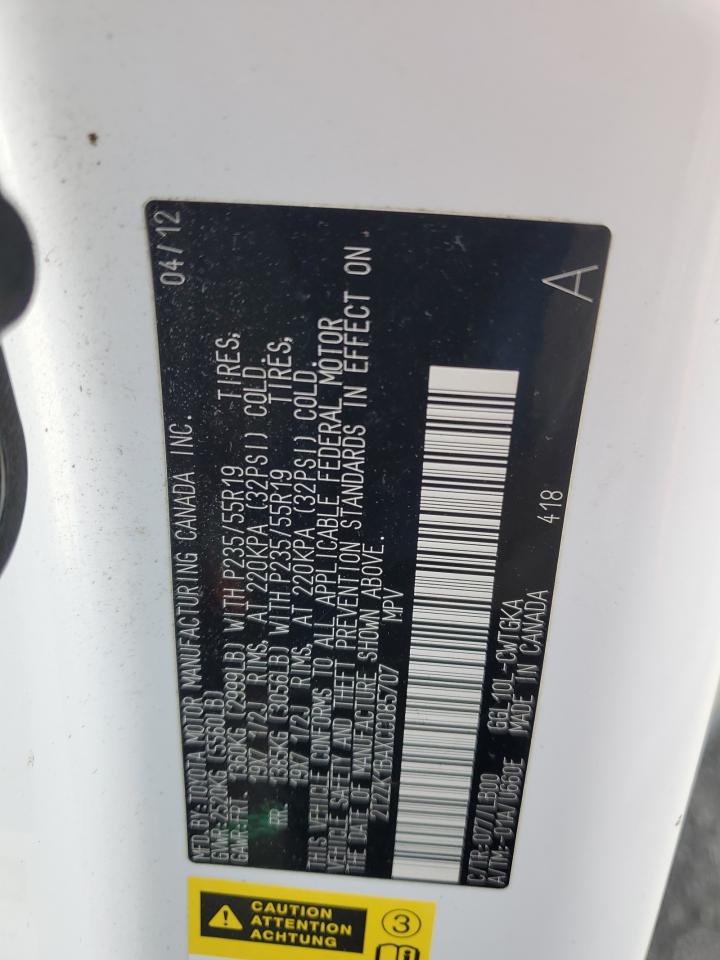 MFD.BY:TOYOTA MOTOR MANUFACTURING CANADA INC. 04/12
GVWR-2520KG (5560LB)
GAWR:FRT. 1360KG (2999LB) WITH P235/55R19 TIRES,
19X7 1/2J RIMS, AT 220KPA (32PSI) COLD.
RR. 1385KG (3056LB) WITH P235/55R19 TIRES,
19X7 1/2J RIMS, AT 220KPA (32PSI) COLD.
THIS VEHICLE CONFORMS TO ALL APPLICABLE FEDERAL MOTOR
VEHICLE SAFETY AND THEFT PREVENTION STANDARDS IN EFFECT ON
THE DATE OF MANUFACTURE SHOWN ABOVE.
2T2ZK1BAXCC085707 MPV
C/TR:077/LB00 GGL10L-CWTGKA 418 A
A/TM:-01A/U660E MADE IN CANADA
CAUTION
ATTENTION
ACHTUNG
3